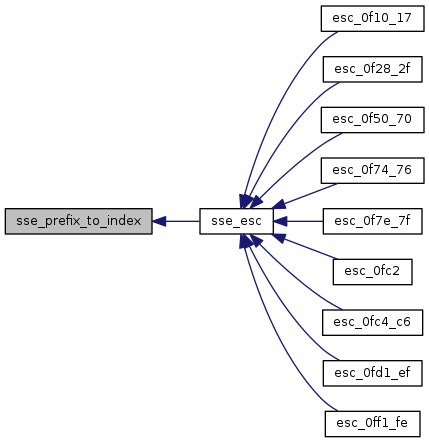 esc_0f10_17
esc_0f28_2f
esc_0f50_70
esc_0f74_76
sse_prefix_to_index
sse_esc
esc_0f7e_7f
esc_0fc2
esc_0fc4_c6
esc_0fd1_ef
esc_0ff1_fe